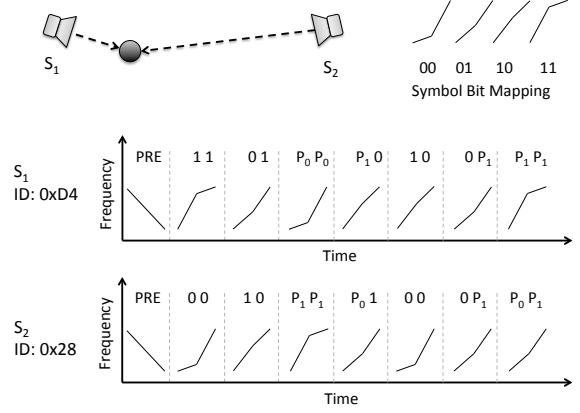 S1 S2
00 01 10 11
Symbol Bit Mapping
S1
ID: 0xD4
Frequency
PRE 1 1 0 1 P0 P0 P1 0 1 0 0 P1 P1 P1
Time
S2
ID: 0x28
Frequency
PRE 0 0 1 0 P1 P1 P0 1 0 0 0 P1 P0 P1
Time